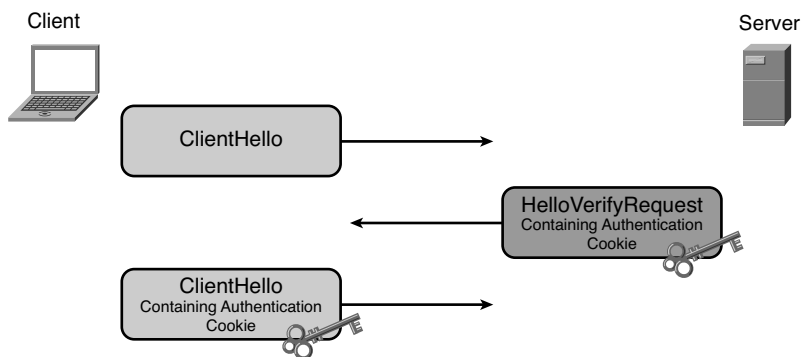 Client
Server
ClientHello
HelloVerifyRequest
Containing Authentication
Cookie
ClientHello
Containing Authentication
Cookie